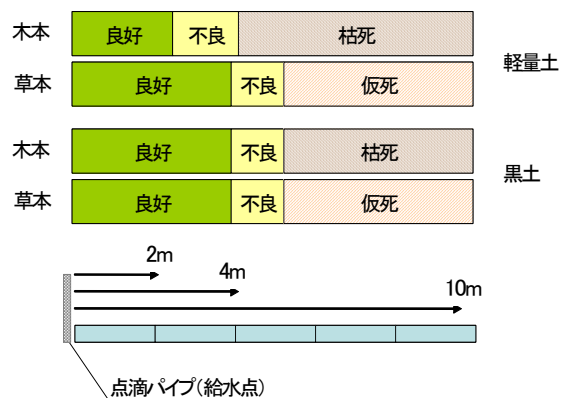 木本 良好 不良 枯死
軽量土
草本 良好 不良 仮死
木本 良好 不良 枯死
黒土
草本 良好 不良 仮死
2m
4m
10m
点滴パイプ(給水点)